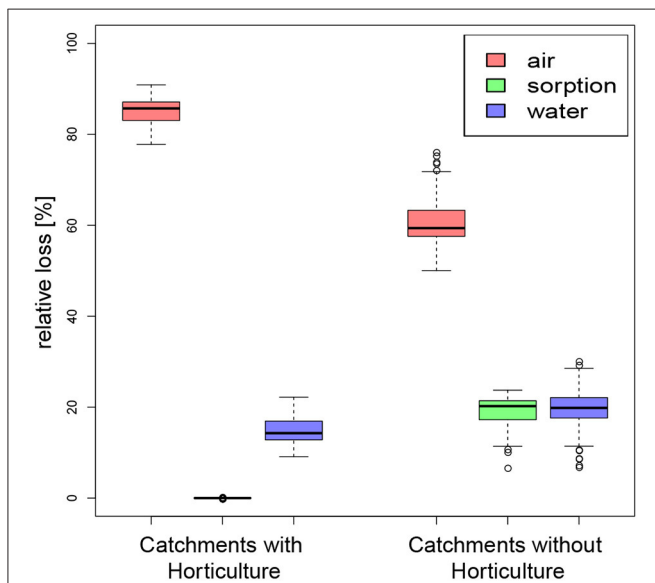 relative loss [%]
100
80
60
40
20
0
air
sorption
water
Catchments with
Horticulture
Catchments without
Horticulture